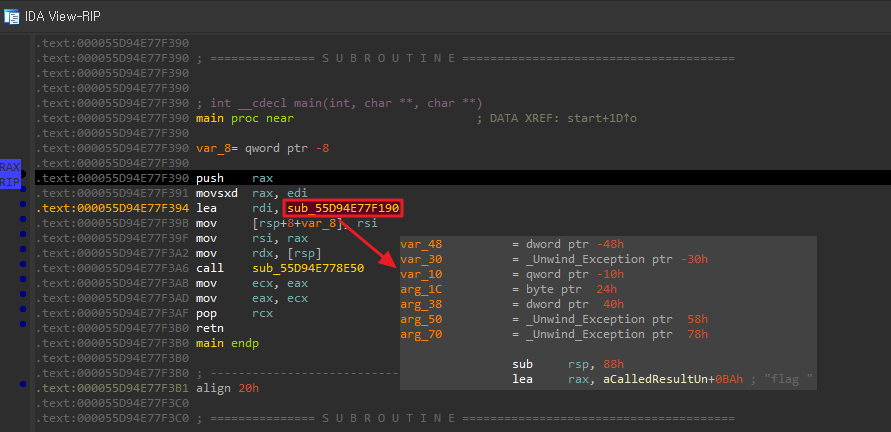 IDA View-RIP
.text:000055D94E77F390
.text:000055D94E77F390 ; =============== S U B R O U T I N E =======================================
.text:000055D94E77F390
.text:000055D94E77F390
.text:000055D94E77F390 ; int __cdecl main(int, char **, char **)
.text:000055D94E77F390 main proc near ; DATA XREF: start+1D↑o
.text:000055D94E77F390
.text:000055D94E77F390 var_8= qword ptr -8
.text:000055D94E77F390
RAX
RIP
.text:000055D94E77F390 push rax
.text:000055D94E77F391 movsxd rax, edi
.text:000055D94E77F394 lea rdi, sub_55D94E77F190
.text:000055D94E77F39B mov [rsp+8+var_8], rsi
.text:000055D94E77F39F mov rsi, rax
.text:000055D94E77F3A2 mov rdx, [rsp]
.text:000055D94E77F3A6 call sub_55D94E778E50
.text:000055D94E77F3AB mov ecx, eax
.text:000055D94E77F3AD mov eax, ecx
.text:000055D94E77F3AF pop rcx
.text:000055D94E77F3B0 retn
.text:000055D94E77F3B0 main endp
.text:000055D94E77F3B0
.text:000055D94E77F3B0 ; ---------------------------
.text:000055D94E77F3B1 align 20h
.text:000055D94E77F3C0
.text:000055D94E77F3C0 ; =============== S U B R O U T I N E =======================================
var_48 = dword ptr -48h
var_30 = _Unwind_Exception ptr -30h
var_10 = qword ptr -10h
arg_1C = byte ptr 24h
arg_38 = dword ptr 40h
arg_50 = _Unwind_Exception ptr 58h
arg_70 = _Unwind_Exception ptr 78h
sub rsp, 88h
lea rax, aCalledResultUn+0BAh ; "flag "